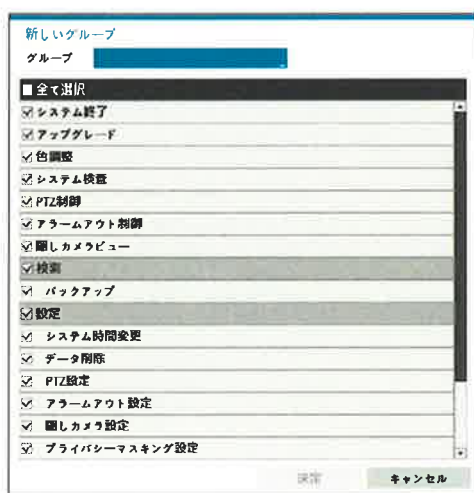 新しいグループ
グループ
全て選択
システム終了
アップグレード
色調整
システム検査
PTZ制御
アラームアウト制御
隠しカメラビュー
検索
バックアップ
設定
システム時間変更
データ削除
PTZ設定
アラームアウト設定
隠しカメラ設定
プライバシーマスキング設定
決定 キャンセル